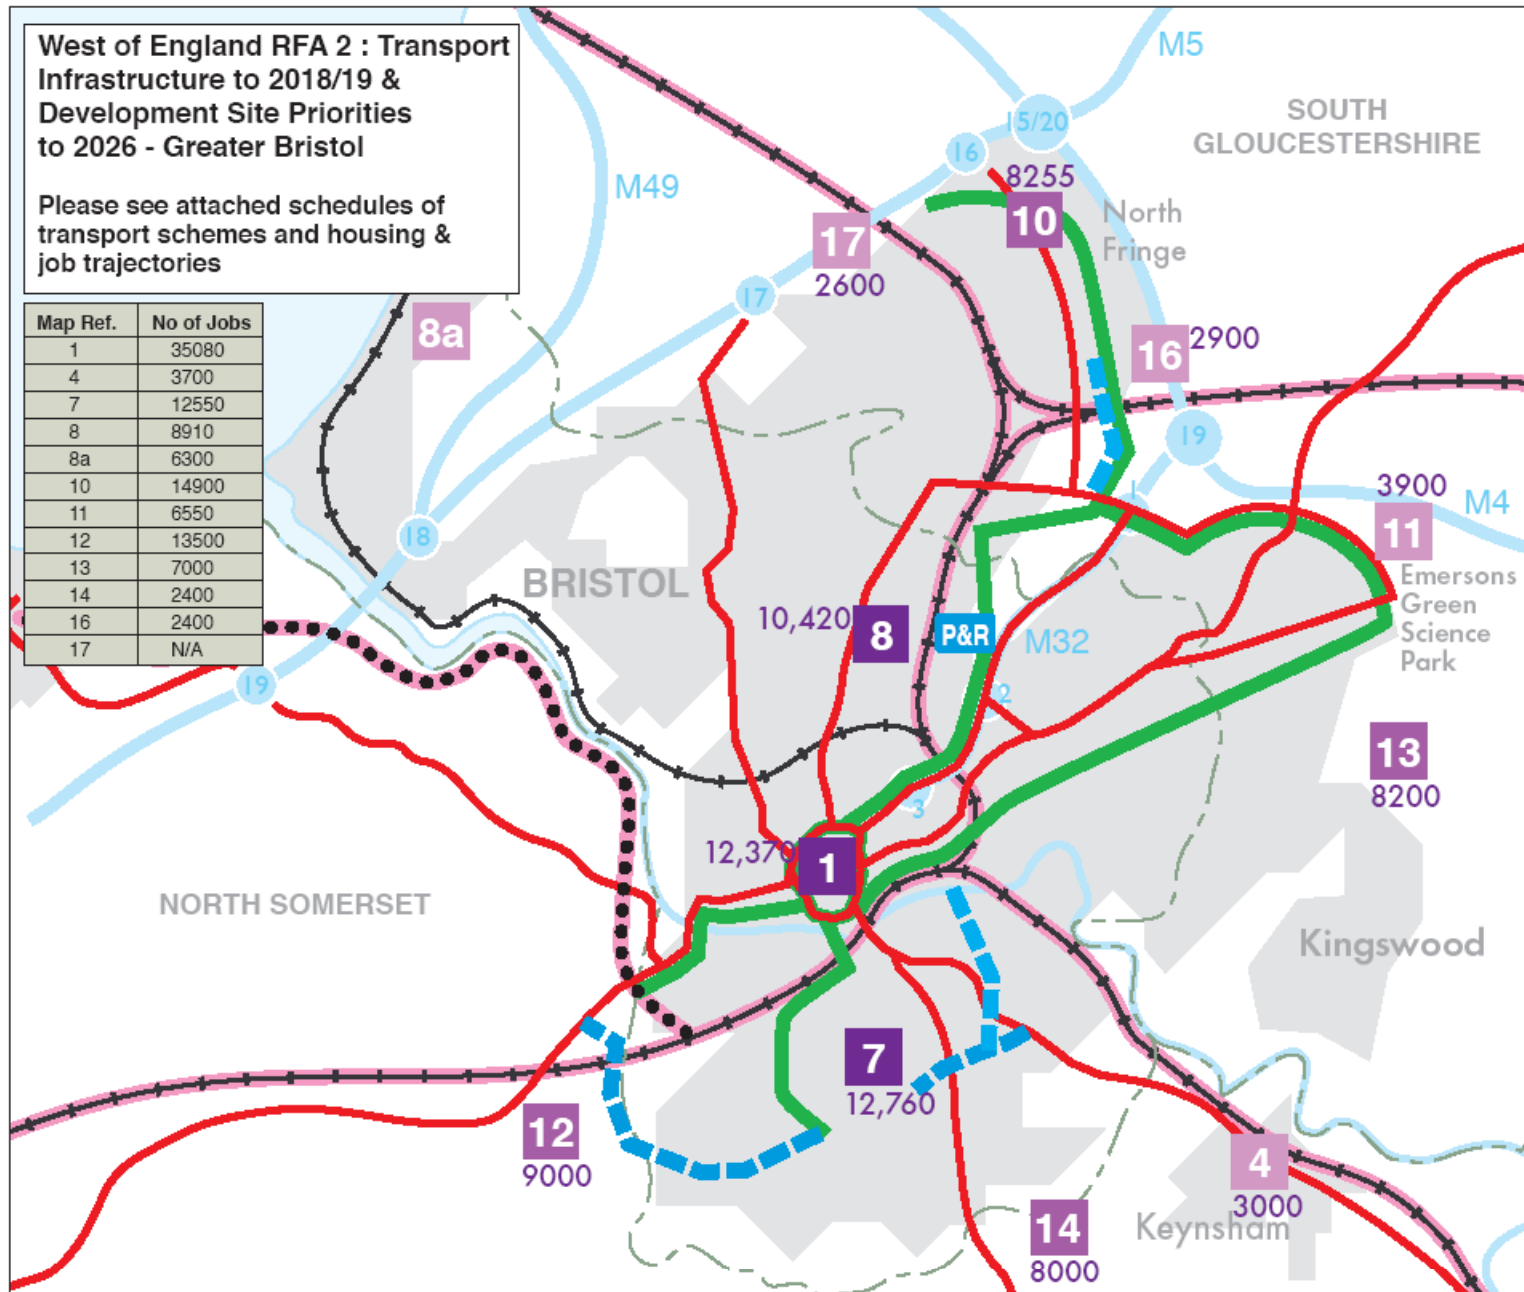 West of England RFA 2 : Transport
Infrastructure to 2018/19 &
Development Site Priorities
to 2026 - Greater Bristol
Please see attached schedules of
transport schemes and housing &
job trajectories
Map Ref. No of Jobs
1 35080
4 3700
7 12550
8 8910
8a 6300
10 14900
11 6550
12 13500
13 7000
14 2400
16 2400
17 N/A
M5
SOUTH
GLOUCESTERSHIRE
15/20
16
M49
8255
10
North
Fringe
17
2600
17
8a
16
2900
19
3900
M4
1
11
18
BRISTOL
Emersons
Green
Science
Park
10,420
8
P&R
M32
19
2
13
8200
3
12,370
1
NORTH SOMERSET
Kingswood
7
12,760
12
9000
4
3000
14
8000
Keynsham